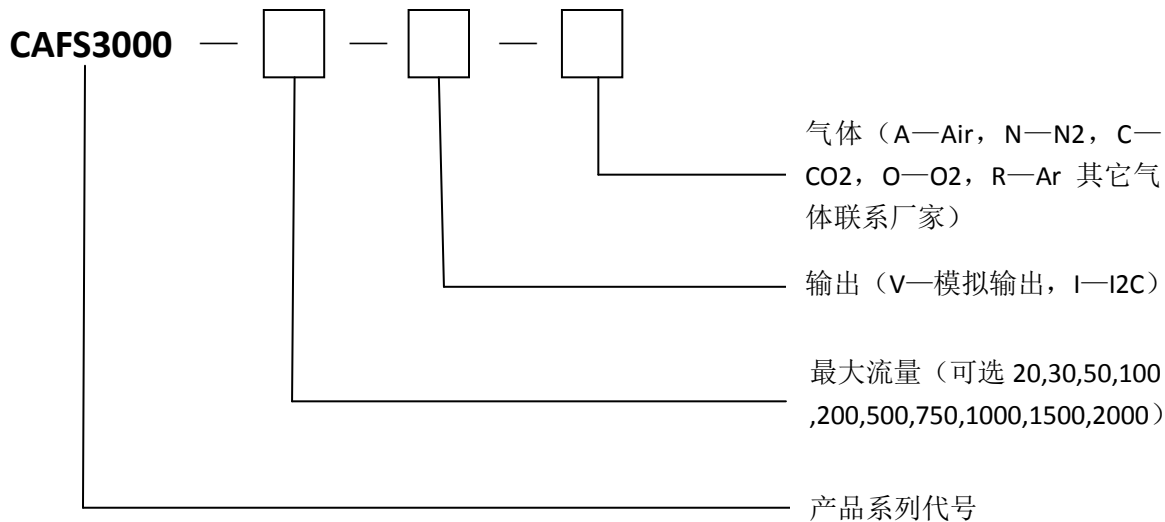 CAFS3000 — — —
气体（A—Air，N—N2，C—
CO2，O—O2，R—Ar 其它气
体联系厂家）
输出（V—模拟输出，I—I2C）
最大流量（可选 20,30,50,100
,200,500,750,1000,1500,2000）
产品系列代号